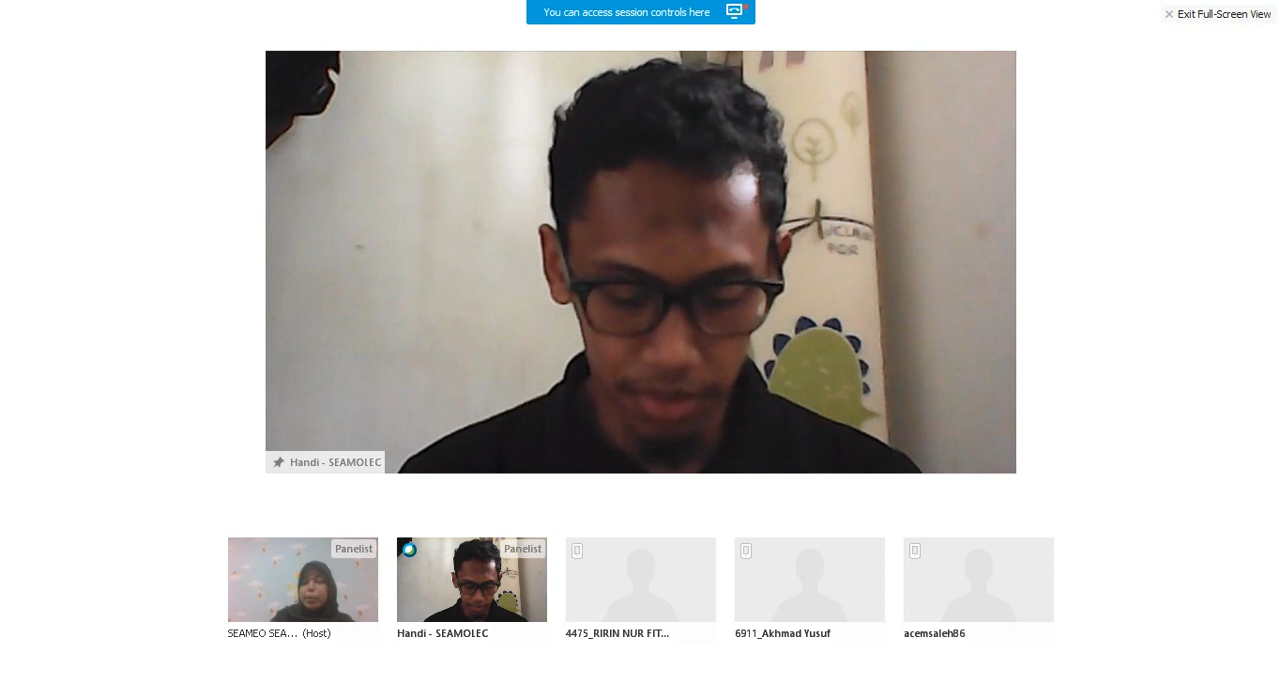 You can access session controls here
Exit Full-Screen View
Handi - SEAMOLEC
Panelist
Panelist
SEAMEO SEA... (Host)
Handi - SEAMOLEC
4475_RIRIN NUR FIT...
6911_Akhmad Yusuf
acemsaleh86